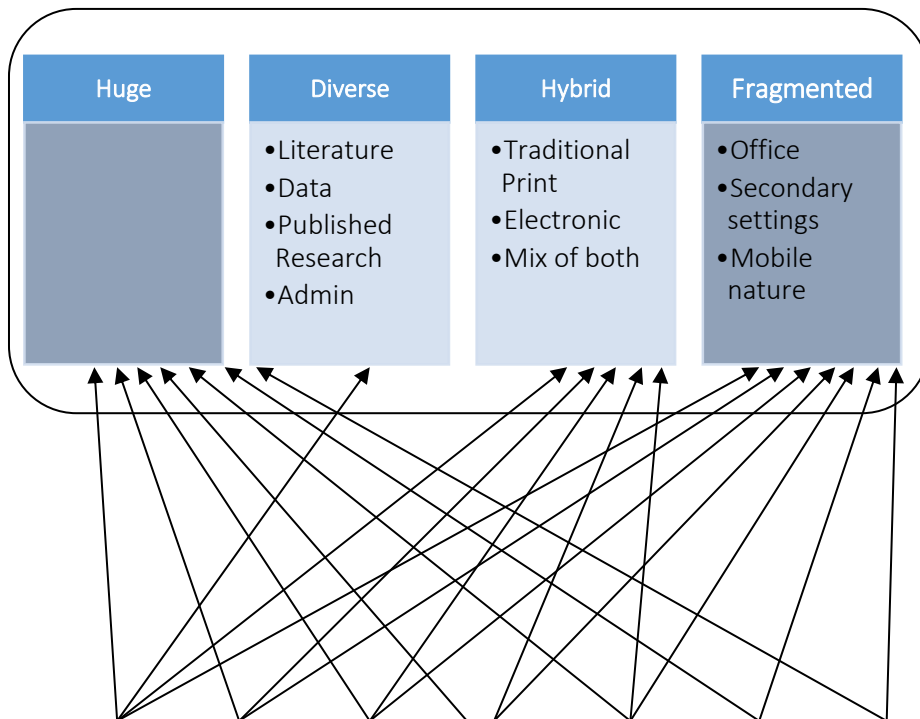 Huge
Diverse
•Literature
•Data
•Published
Research
•Admin
Hybrid
•Traditional
Print
•Electronic
•Mix of both
Fragmented
•Office
•Secondary
settings
•Mobile
nature